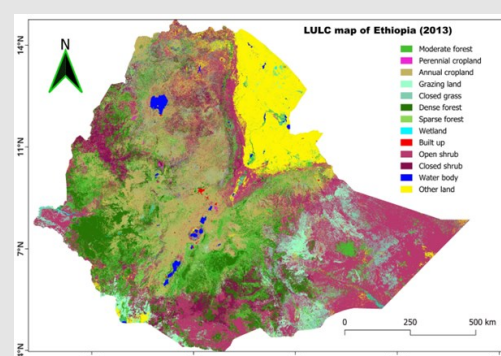 LULC map of Ethiopia (2013)
N
Moderate forest
Perennial cropland
Annual cropland
Grazing land
Closed grass
Dense forest
Sparse forest
Wetland
Built up
Open shrub
Closed shrub
Water body
Other land
14°N
11°N
7°N
4°N
0 250 500 km